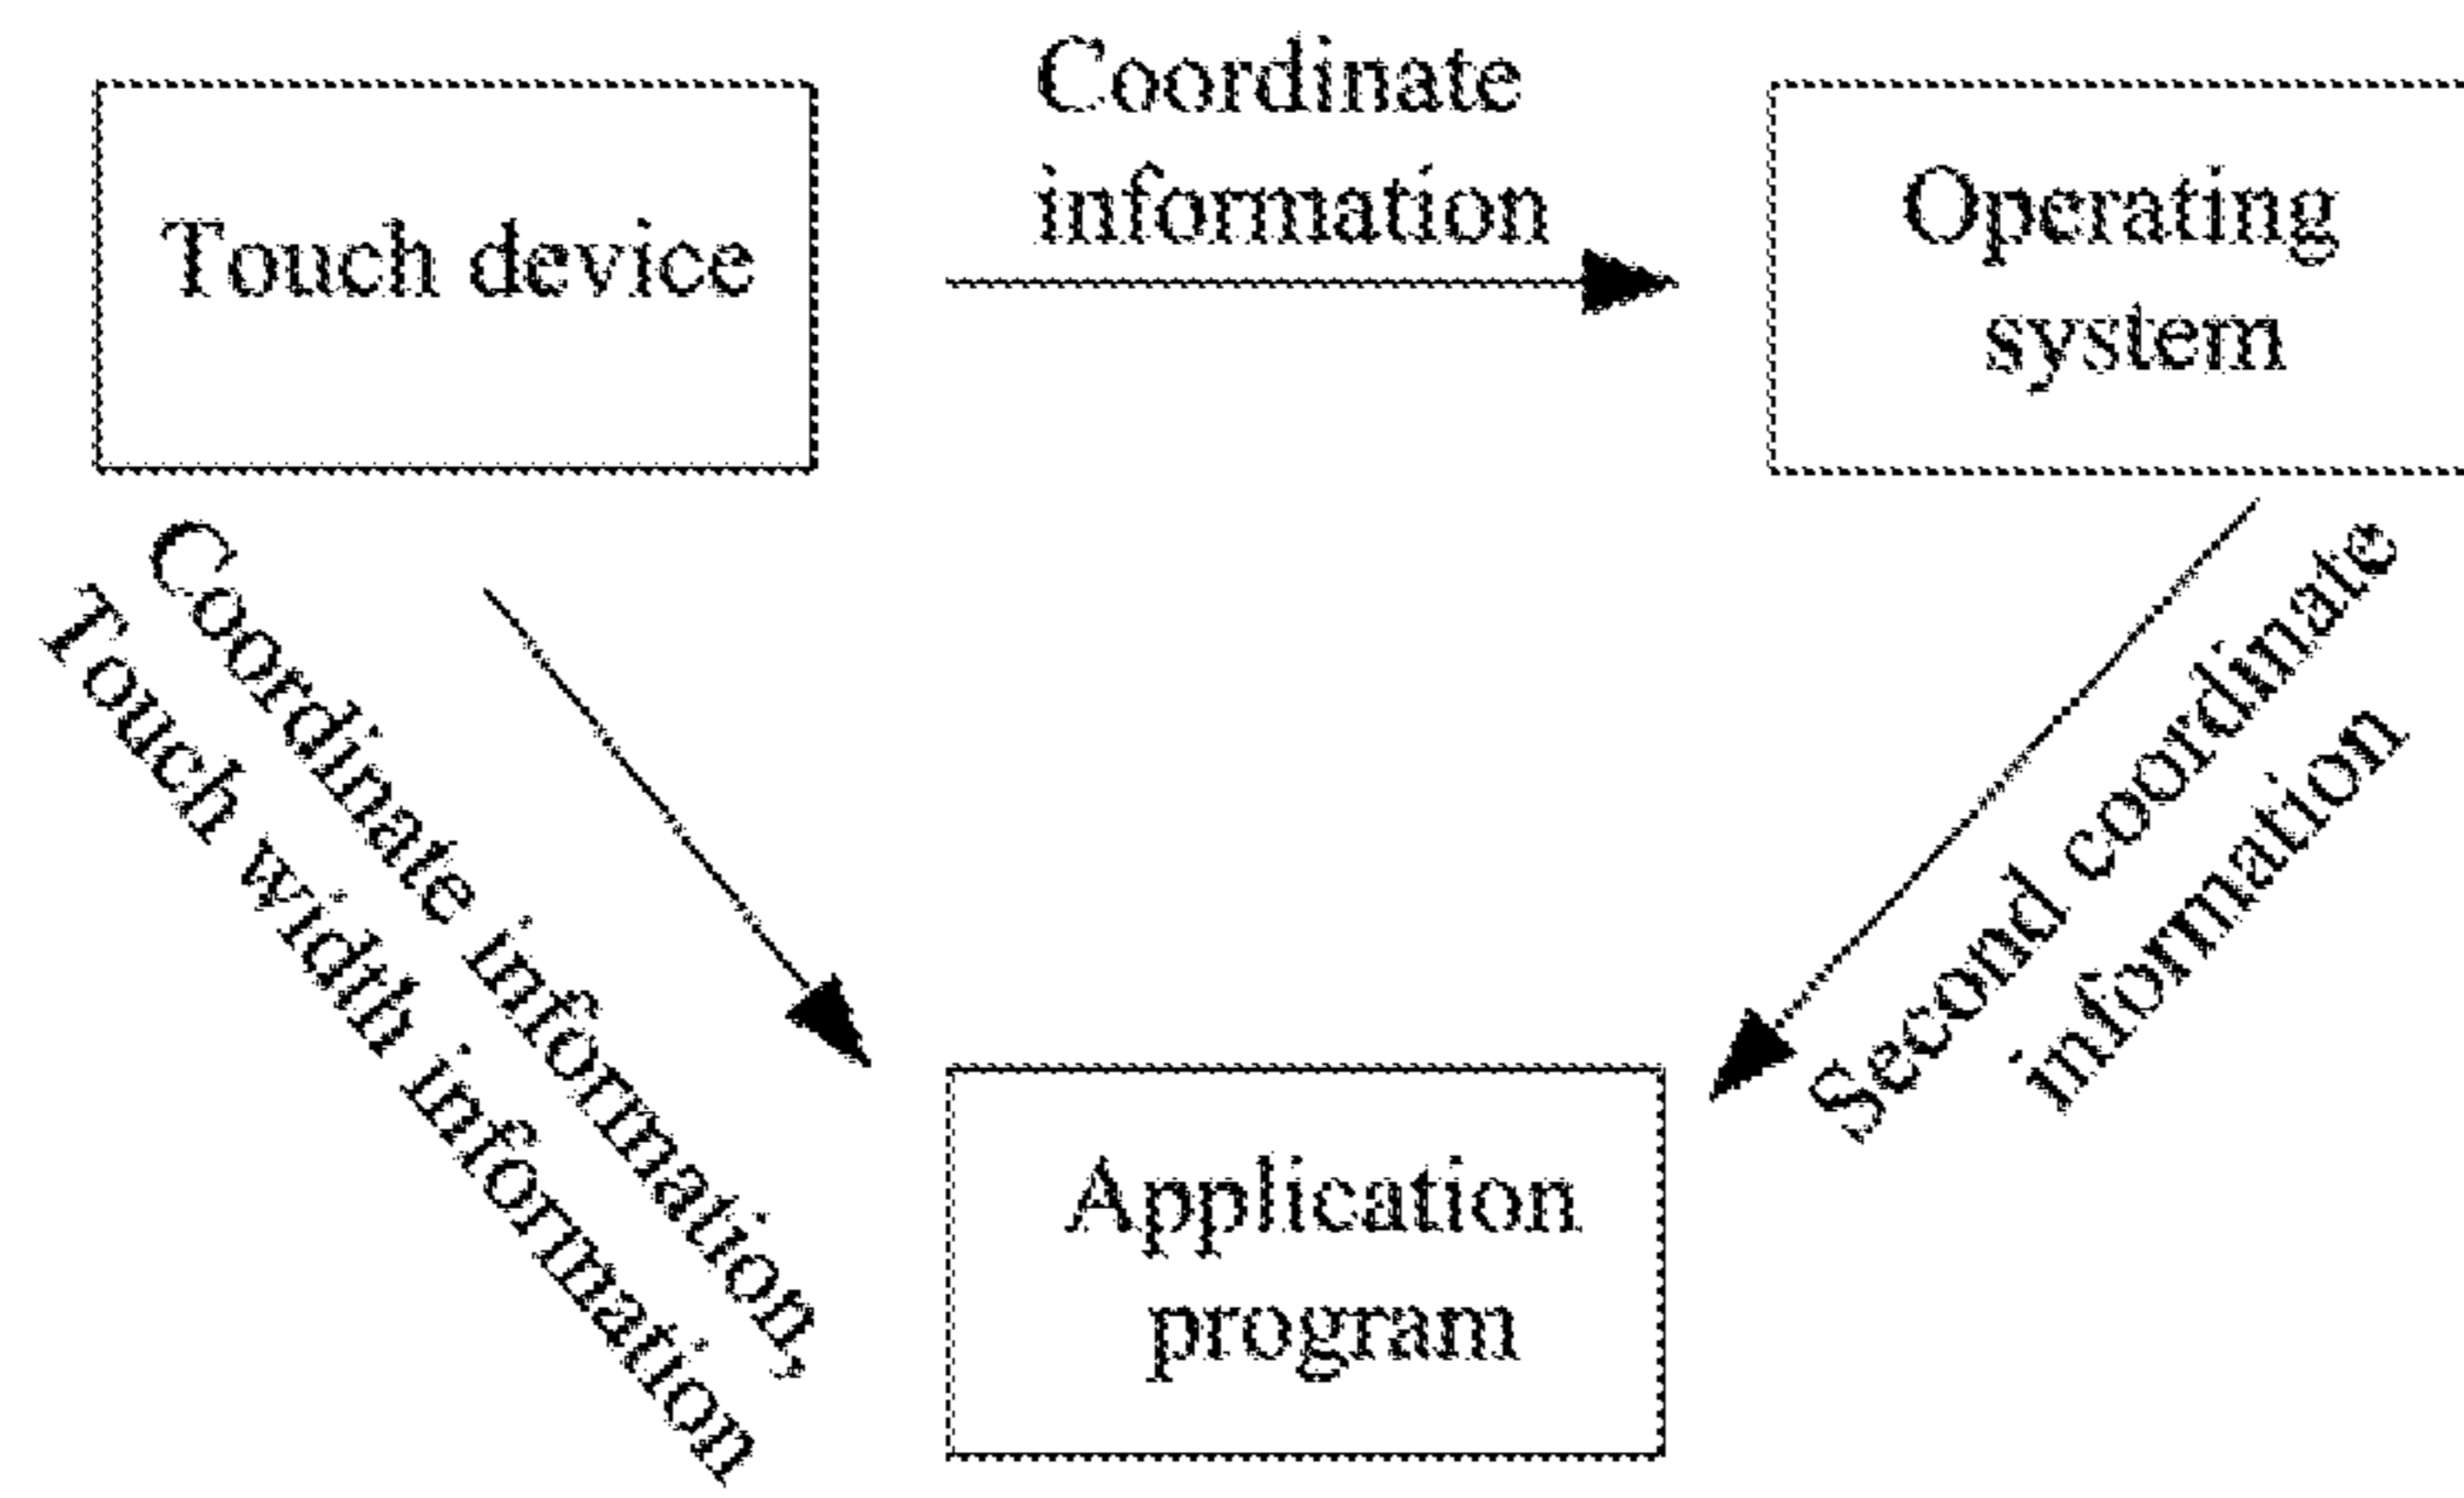 Touch device
Coordinate
information
Operating
system
Coordinate information,
Touch width information
Second coordinate
information
Application
program